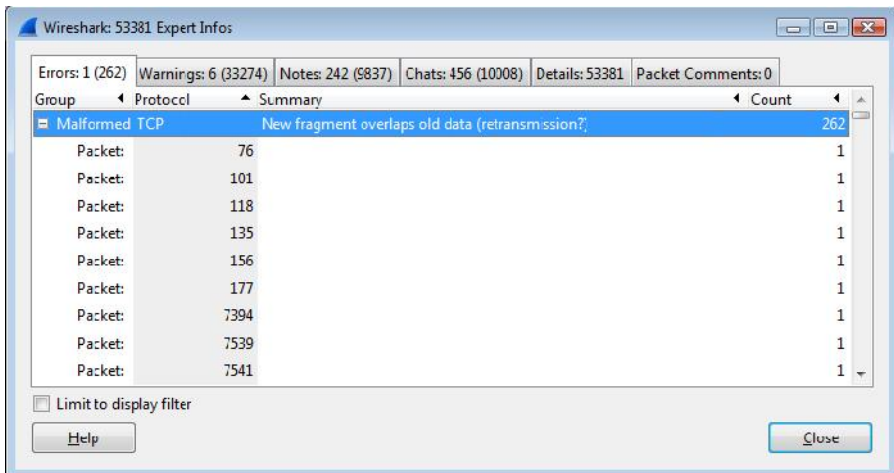 Wireshark: 53381 Expert Infos
Errors: 1 (262) Warnings: 6 (33274) Notes: 242 (9837) Chats: 456 (10008) Details: 53381 Packet Comments: 0
Group Protocol Summary Count
Malformed TCP New fragment overlaps old data (retransmission?) 262
Packet: 76 1
Packet: 101 1
Packet: 118 1
Packet: 135 1
Packet: 156 1
Packet: 177 1
Packet: 7394 1
Packet: 7539 1
Packet: 7541 1
Limit to display filter
Help Close